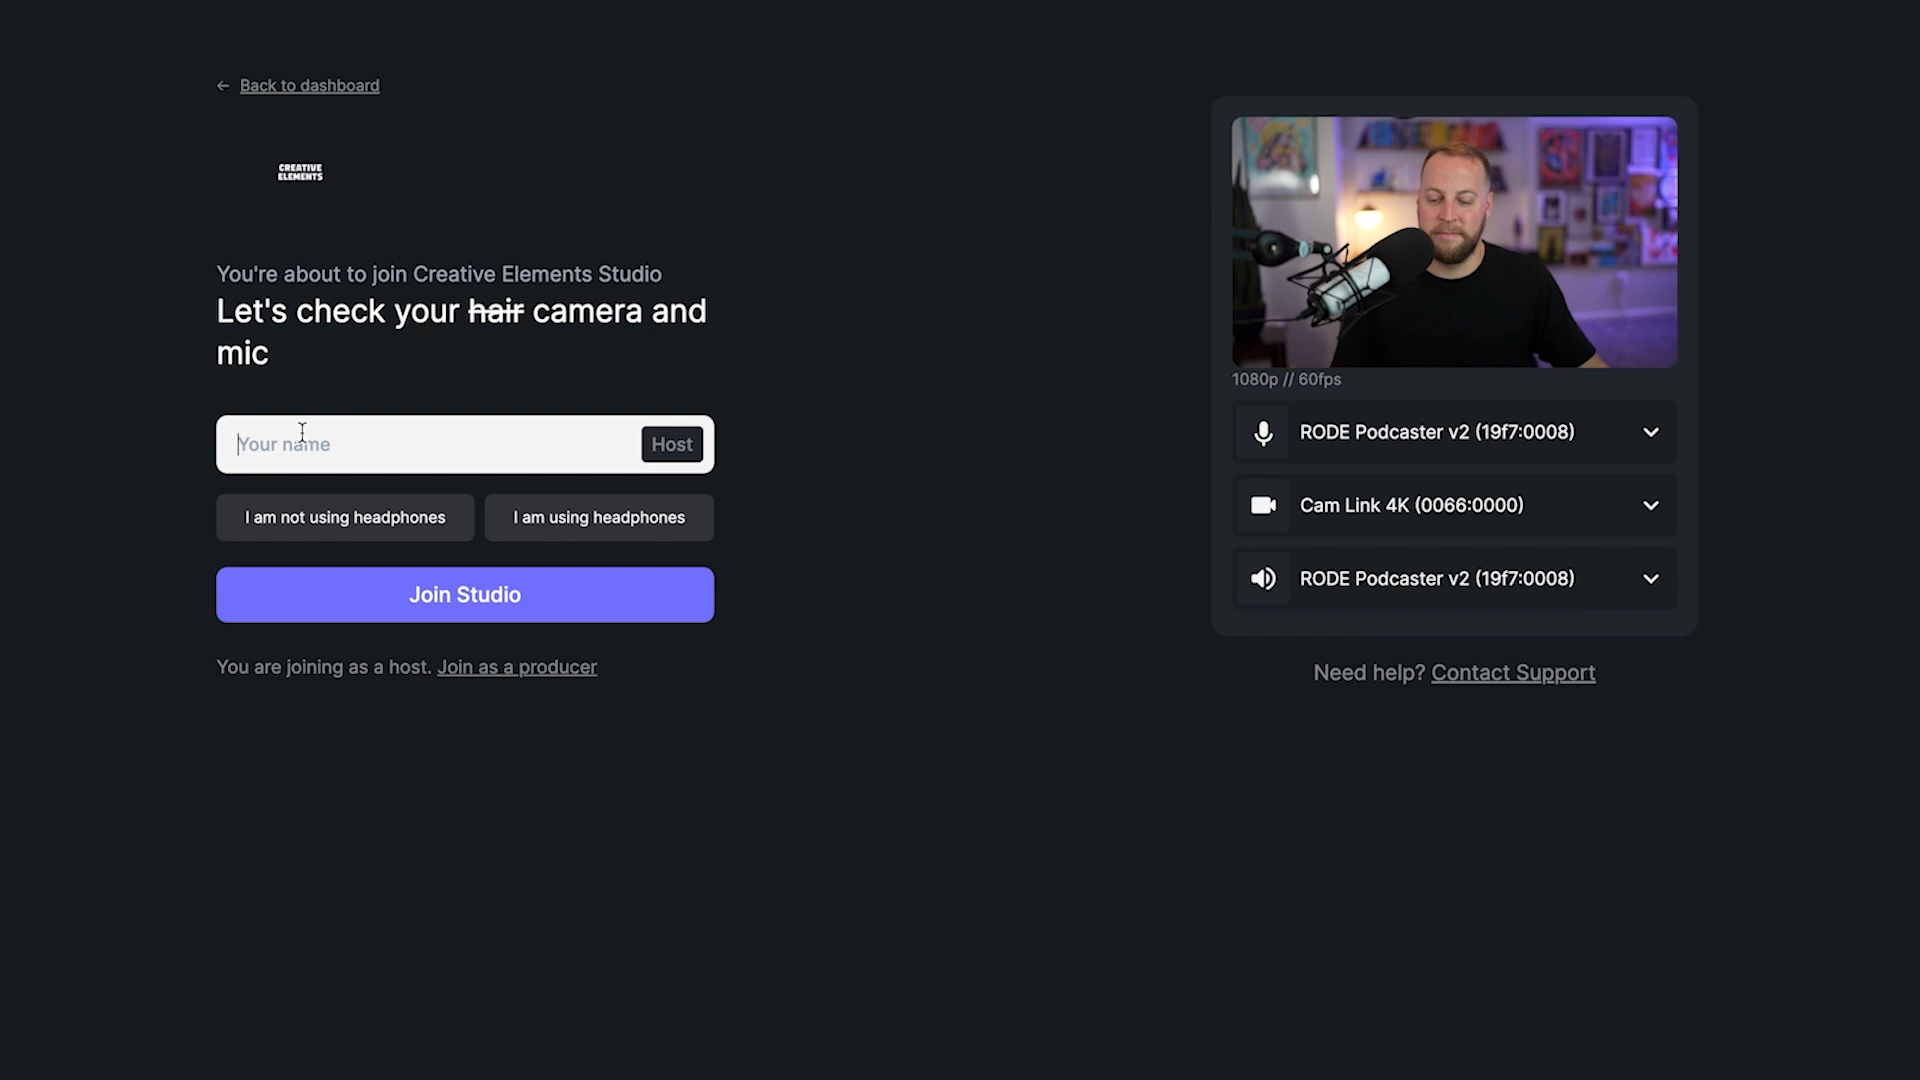 ← Back to dashboard
CREATIVE
ELEMENTS
You're about to join Creative Elements Studio
Let's check your hair camera and
mic
Your name
Host
I am not using headphones
I am using headphones
Join Studio
You are joining as a host. Join as a producer
1080p // 60fps
RODE Podcaster v2 (19f7:0008)
Cam Link 4K (0066:0000)
RODE Podcaster v2 (19f7:0008)
Need help? Contact Support